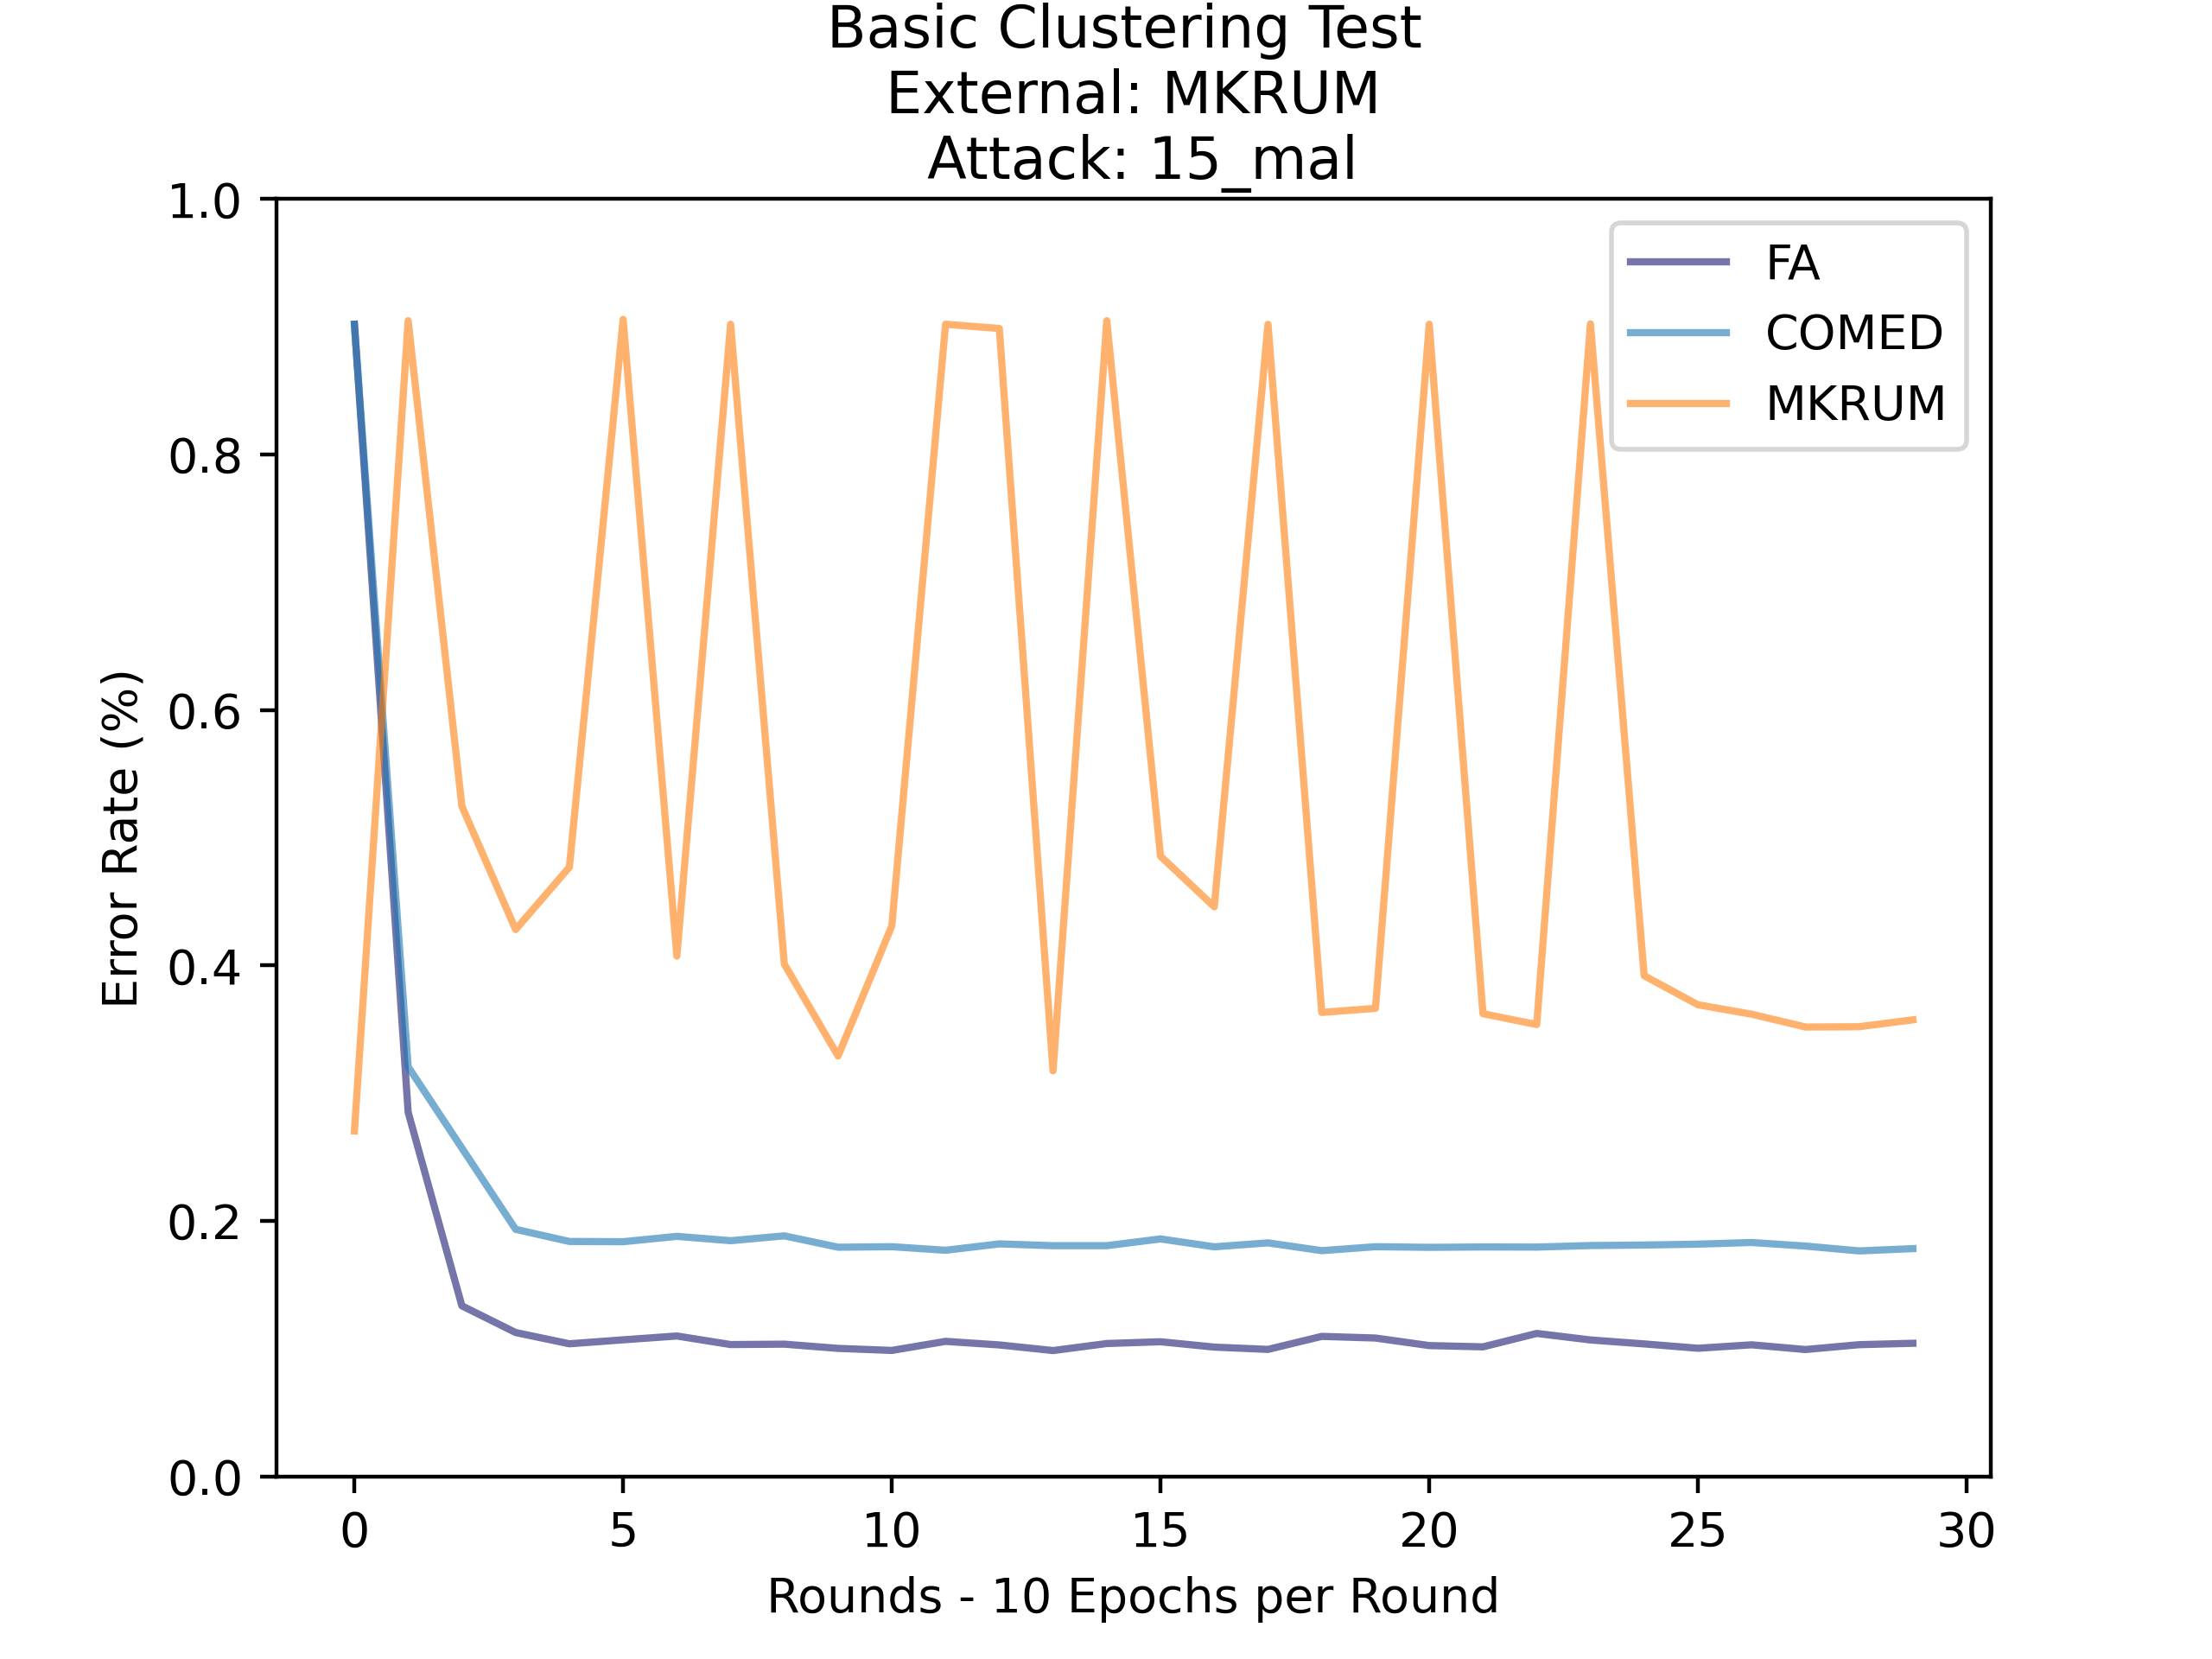 Basic Clustering Test
External: MKRUM
Attack: 15_mal
1.0
0.8
0.6
0.4
0.2
0.0
Error Rate (%)
FA
COMED
MKRUM
0 5 10 15 20 25 30
Rounds - 10 Epochs per Round